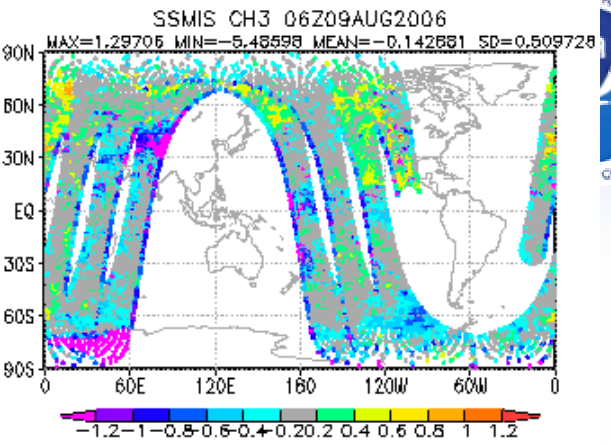 SSMIS CH3 06Z09AUG2006
MAX=1.29706 MIN=-5.48598 MEAN=-0.142881 SD=0.509728
90N
60N
30N
EQ
30S
60S
90S
0 60E 120E 160 120W 60W 0
-1.2 -1 -0.8 -0.6 -0.4 -0.2 0.2 0.4 0.6 0.8 1 1.2